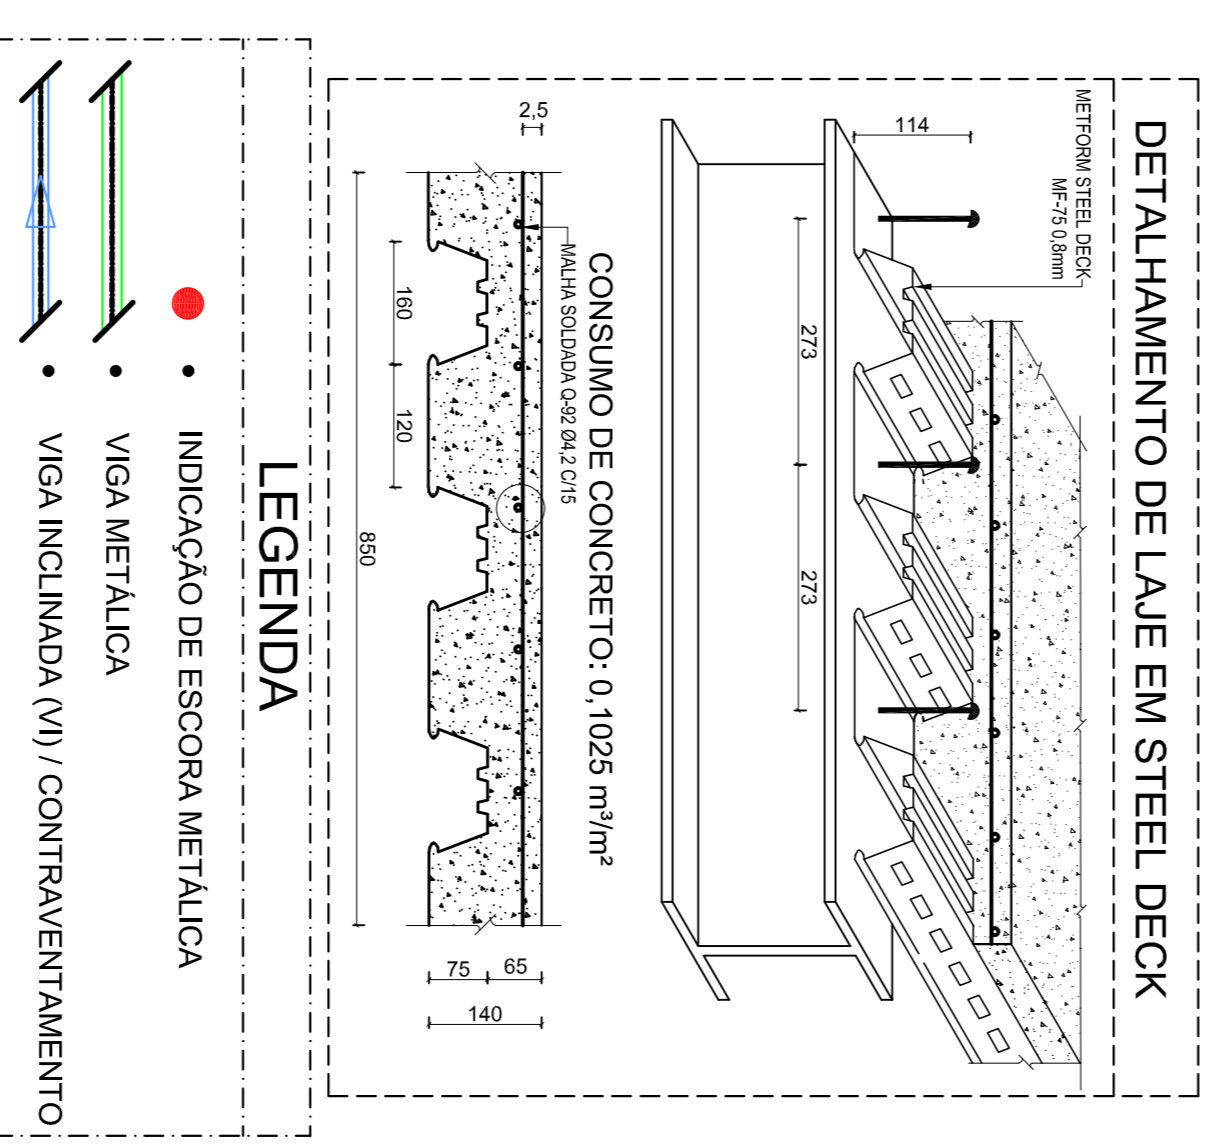 DETALHAMENTO DE LAJE EM STEEL DECK
METFORM STEEL DECK
MF-75 0,8mm
114
273
273
CONSUMO DE CONCRETO: 0,1025 m³/m²
MALHA SOLDADA Q-92 Ø4,2 C/15
2,5
160
120
850
75
65
140
LEGENDA
INDICAÇÃO DE ESCORA METÁLICA
VIGA METÁLICA
VIGA INCLINADA (VI) / CONTRAVENTAMENTO